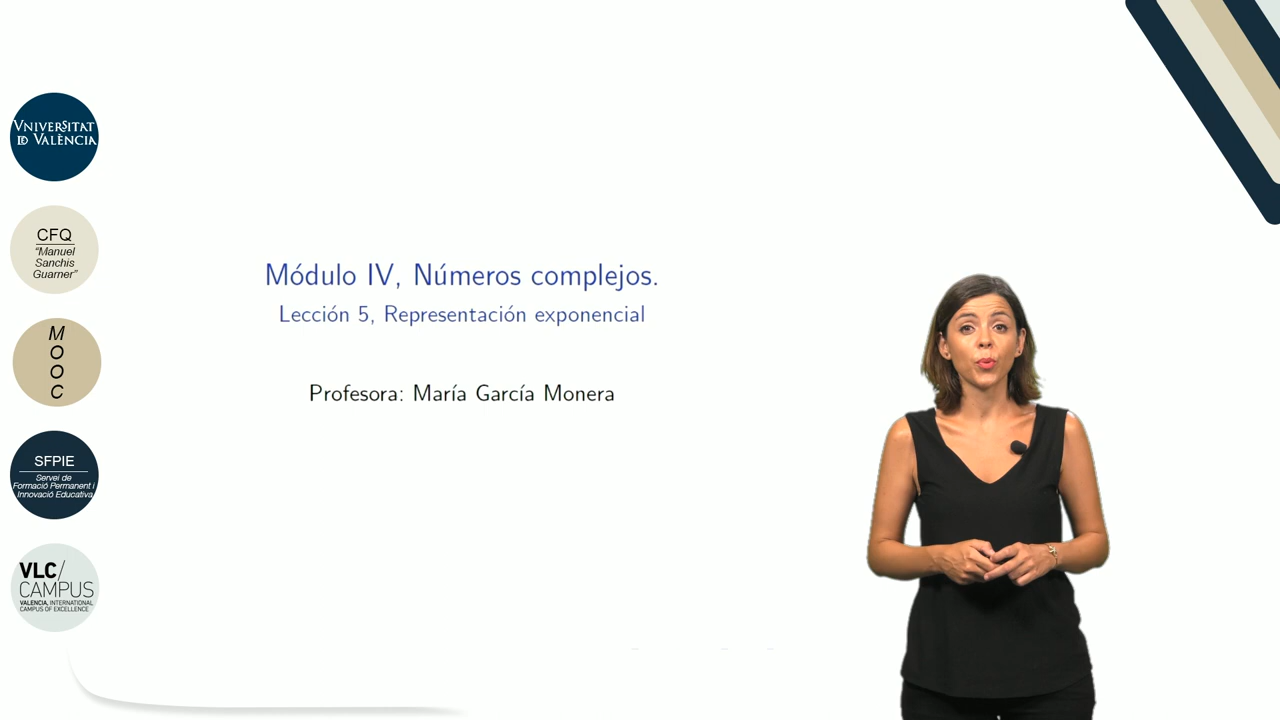 VNIVERSITAT
ID VALÈNCIA
CFQ
"Manuel
Sanchis
Guarner"
M
O
O
C
SFPIE
Servei de
Formació Permanent i
Innovació Educativa
VLC/
CAMPUS
VALENCIA, INTERNATIONAL
CAMPUS OF EXCELLENCE
Módulo IV, Números complejos.
Lección 5, Representación exponencial
Profesora: María García Monera